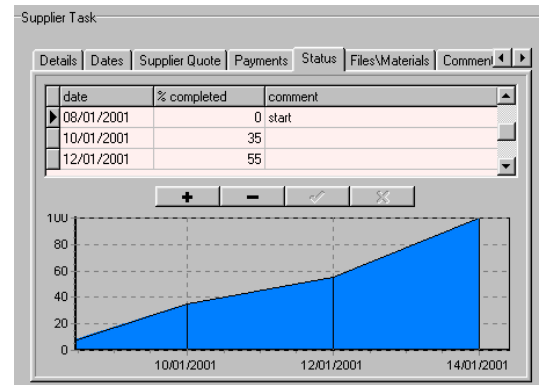 Supplier Task
Details Dates Supplier Quote Payments Status Files\Materials Commen
date % completed comment
08/01/2001 0 start
10/01/2001 35
12/01/2001 55
100
80
60
40
20
0
10/01/2001 12/01/2001 14/01/2001